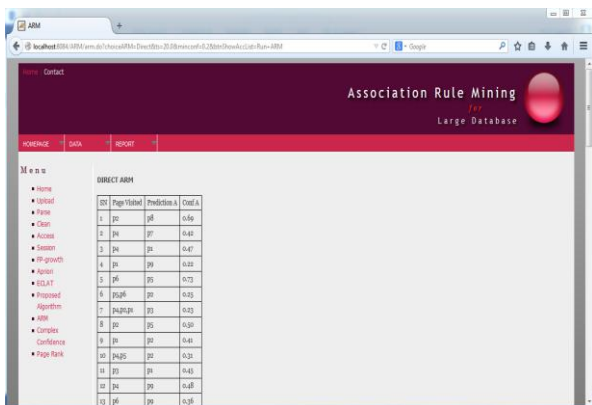 ARM
+
localhost:8084/ARM/arm.do?choiceARM=Direct&ts=20.0&minconf=0.2&btnShowAccList=Run+ARM
Google
Home Contact
Association Rule Mining
for
Large Database
HOMEPAGE DATA REPORT
Menu
Home
Upload
Parse
Clean
Access
Session
FP-growth
Apriori
ECLAT
Proposed
Algorithm
ARM
Complex
Confidence
Page Rank
DIRECT ARM
SN Page Visited Prediction A Conf A
1 p2 p8 0.69
2 p4 p7 0.42
3 p4 p1 0.47
4 p1 p9 0.22
5 p6 p5 0.73
6 p5,p6 p2 0.25
7 p4,p2,p1 p3 0.23
8 p2 p5 0.50
9 p1 p2 0.41
10 p4,p5 p2 0.31
11 p3 p1 0.45
12 p4 p9 0.48
13 p6 p9 0.36